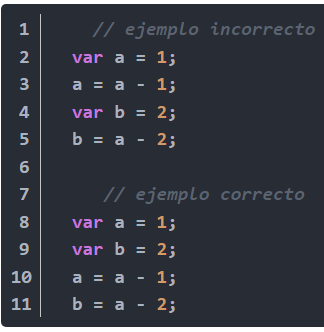 1 // ejemplo incorrecto
2 var a = 1;
3 a = a - 1;
4 var b = 2;
5 b = a - 2;
6
7 // ejemplo correcto
8 var a = 1;
9 var b = 2;
10 a = a - 1;
11 b = a - 2;